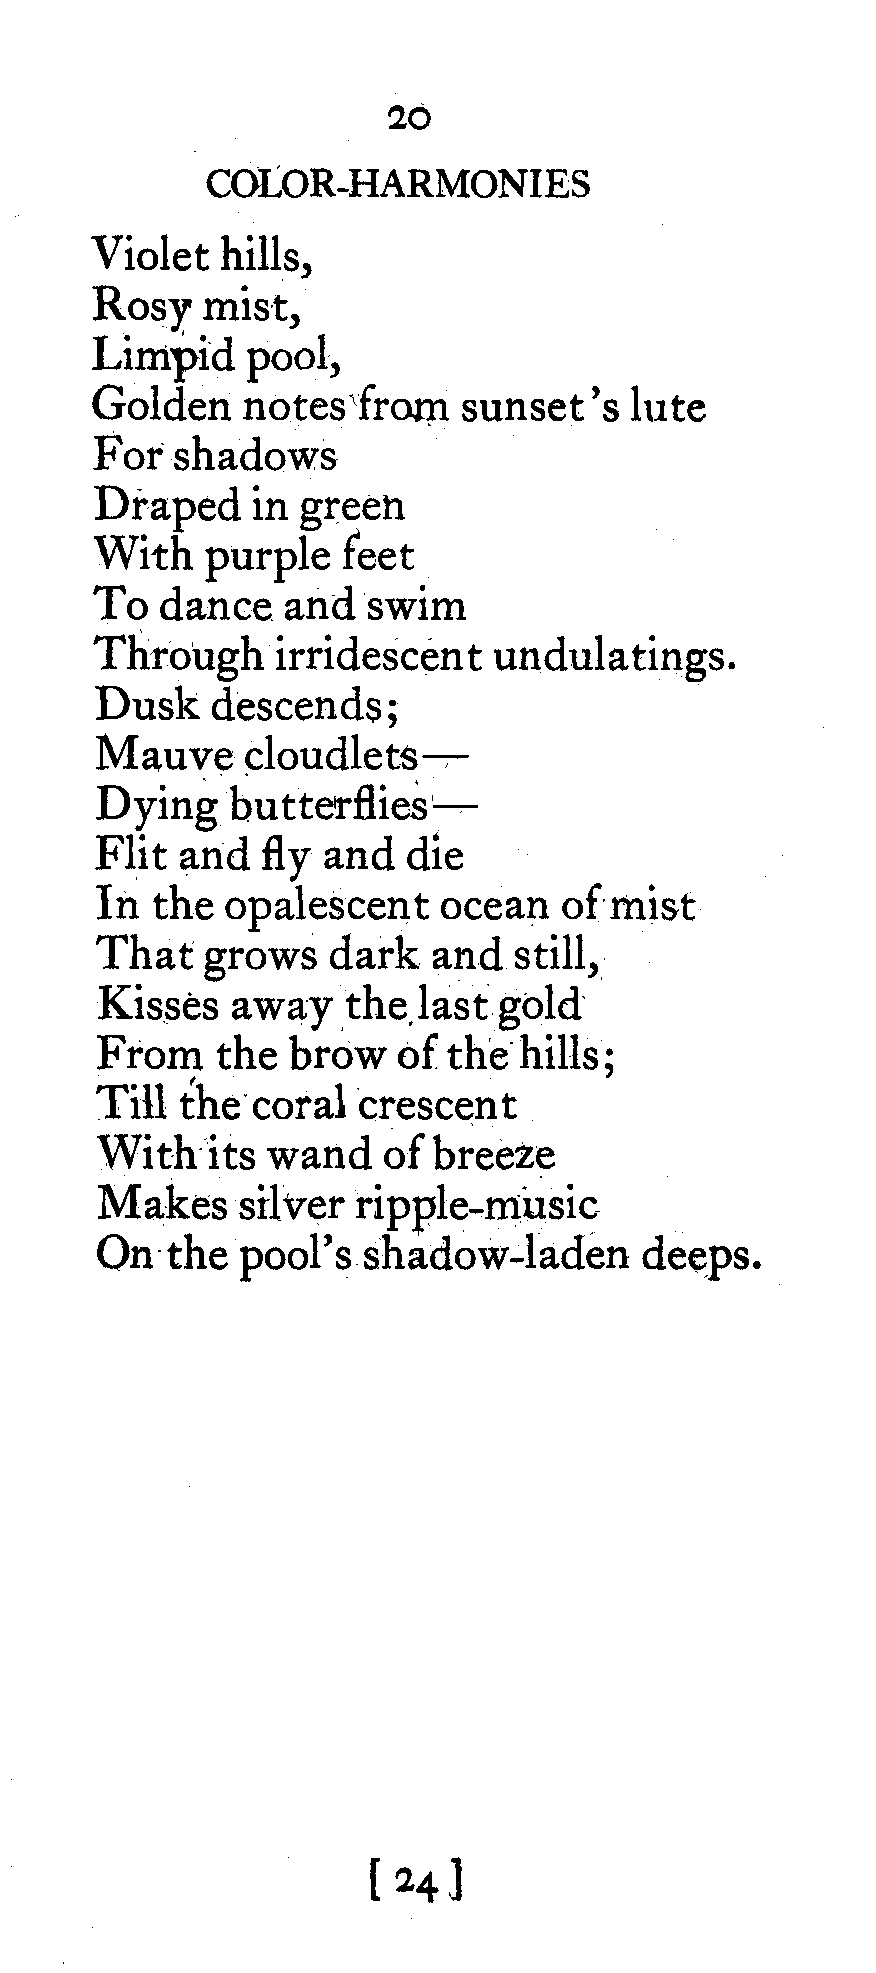 20
COLOR-HARMONIES
Violet hills,
Rosy mist,
Limpid pool,
Golden notes from sunset's lute
For shadows
Draped in green
With purple feet
To dance and swim
Through irridescent undulatings.
Dusk descends;
Mauve cloudlets—
Dying butterflies—
Flit and fly and die
In the opalescent ocean of mist
That grows dark and still,
Kisses away the last gold
From the brow of the hills;
Till the coral crescent
With its wand of breeze
Makes silver ripple-music
On the pool's shadow-laden deeps.
[ 24 ]